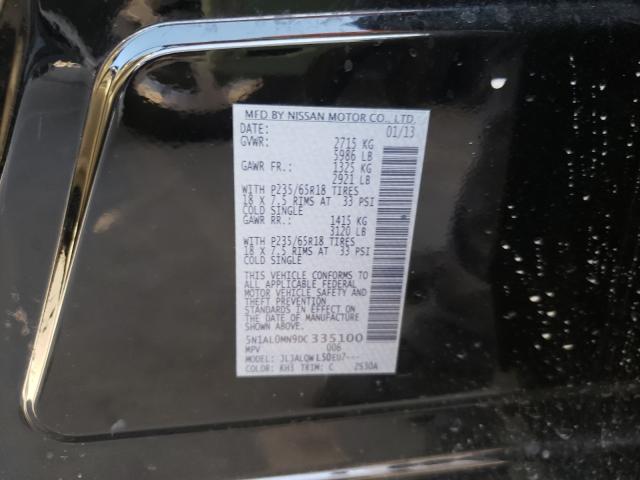 MFD BY NISSAN MOTOR CO., LTD.
DATE: 01/13
GVWR: 2715 KG
5986 LB
GAWR FR.: 1325 KG
2921 LB
WITH P235/65R18 TIRES
18 X 7.5 RIMS AT 33 PSI
COLD SINGLE
GAWR RR.: 1415 KG
3120 LB
WITH P235/65R18 TIRES
18 X 7.5 RIMS AT 33 PSI
COLD SINGLE
THIS VEHICLE CONFORMS TO
ALL APPLICABLE FEDERAL
MOTOR VEHICLE SAFETY AND
THEFT PREVENTION
STANDARDS IN EFFECT ON
THE DATE OF MANUFACTURE
SHOWN ABOVE.
5N1AL0MN9DC 335100
MPV 006
MODEL: JLJALQW L50EU7---
COLOR: KH3 TRIM: C 2530A